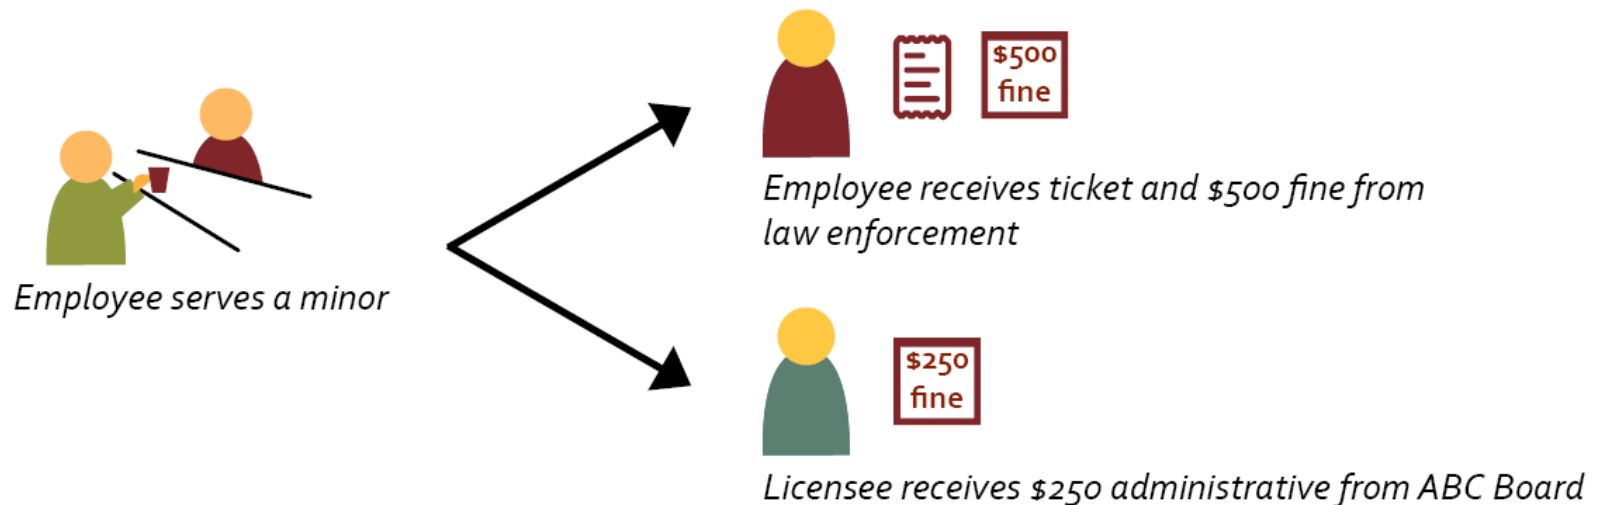 $500
fine
Employee receives ticket and $500 fine from
law enforcement
Employee serves a minor
$250
fine
Licensee receives $250 administrative from ABC Board